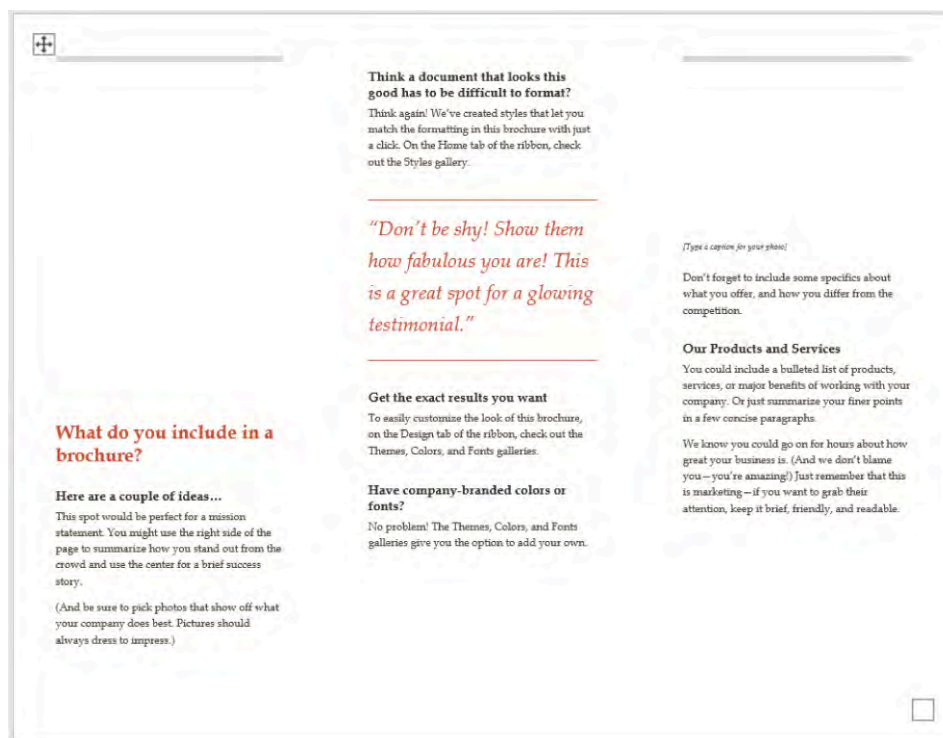 What do you include in a
brochure?
Here are a couple of ideas…
This spot would be perfect for a mission
statement. You might use the right side of the
page to summarize how you stand out from the
crowd and use the center for a brief success
story.
(And be sure to pick photos that show off what
your company does best. Pictures should
always dress to impress.)
Think a document that looks this
good has to be difficult to format?
Think again! We've created styles that let you
match the formatting in this brochure with just
a click. On the Home tab of the ribbon, check
out the Styles gallery.
"Don't be shy! Show them
how fabulous you are! This
is a great spot for a glowing
testimonial."
Get the exact results you want
To easily customize the look of this brochure,
on the Design tab of the ribbon, check out the
Themes, Colors, and Fonts galleries.
Have company-branded colors or
fonts?
No problem! The Themes, Colors, and Fonts
galleries give you the option to add your own.
[Type a caption for your photo]
Don't forget to include some specifics about
what you offer, and how you differ from the
competition.
Our Products and Services
You could include a bulleted list of products,
services, or major benefits of working with your
company. Or just summarize your finer points
in a few concise paragraphs.
We know you could go on for hours about how
great your business is. (And we don't blame
you—you're amazing!) Just remember that this
is marketing—if you want to grab their
attention, keep it brief, friendly, and readable.